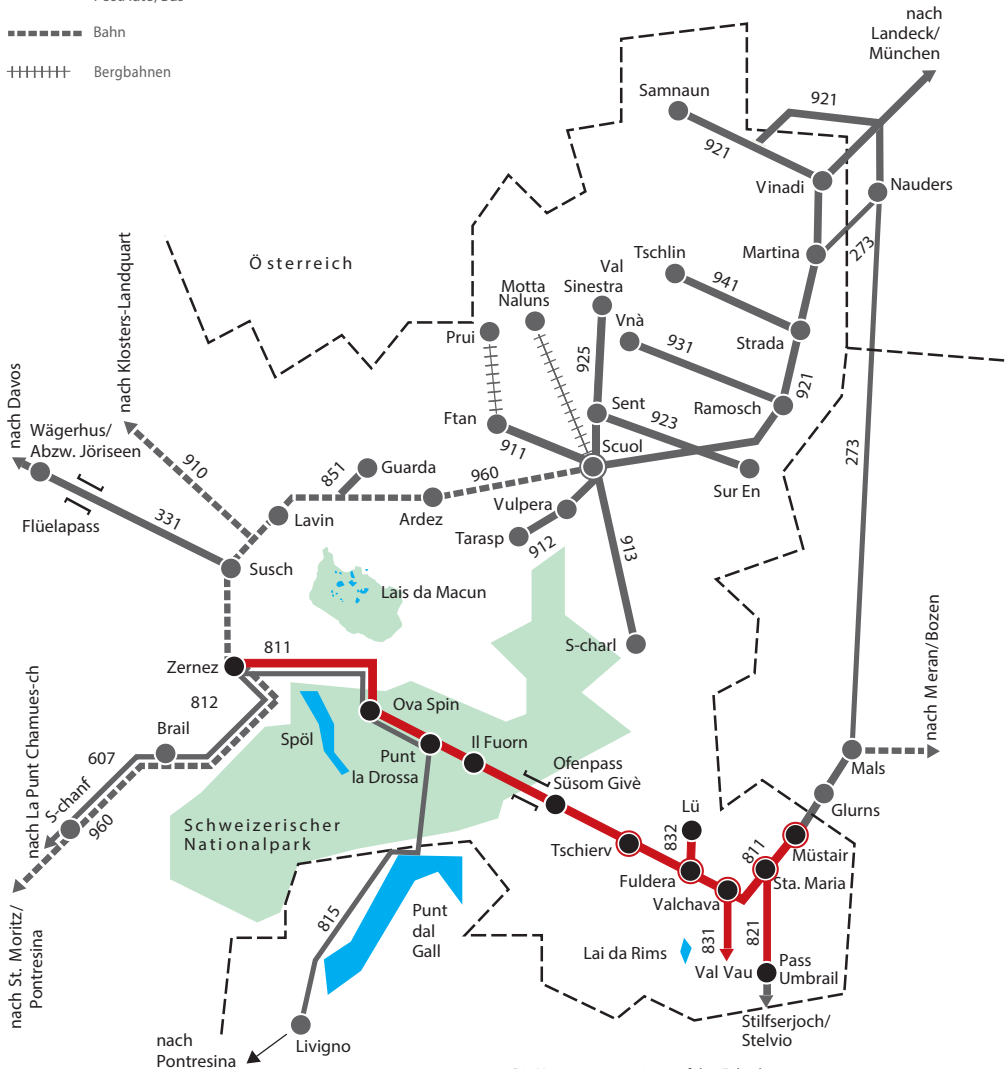 Bahn
Bergbahnen
nach
Landeck/
München
Samnaun
921
921
Vinadi
Nauders
Österreich
Tschlin
Martina
273
941
Val
Sinestra
Motta
Naluns
Prui
Vnà
931
Strada
925
921
nach Davos
nach Klosters-Landquart
Wägerhus/
Abzw. Jöriseen
Ftan
Sent
923
Ramosch
911
Scuol
273
910
851
Guarda
960
Sur En
Flüelapass
331
Lavin
Ardez
Vulpera
Tarasp
912
913
Susch
Lais da Macun
S-charl
nach Meran/Bozen
811
Zernez
812
Ova Spin
Brail
Spöl
Punt
la Drossa
Il Fuorn
607
Ofenpass
Süsom Givè
Mals
S-chanf
nach La Punt Chamues-ch
960
Lü
Glurns
Schweizerischer
Nationalpark
832
Tschierv
811
Müstair
Fuldera
Sta. Maria
Valchava
815
Punt
dal
Gall
831
821
Lai da Rims
Val Vau
Pass
Umbrail
nach St. Moritz/
Pontresina
Stilfserjoch/
Stelvio
Livigno
nach
Pontresina